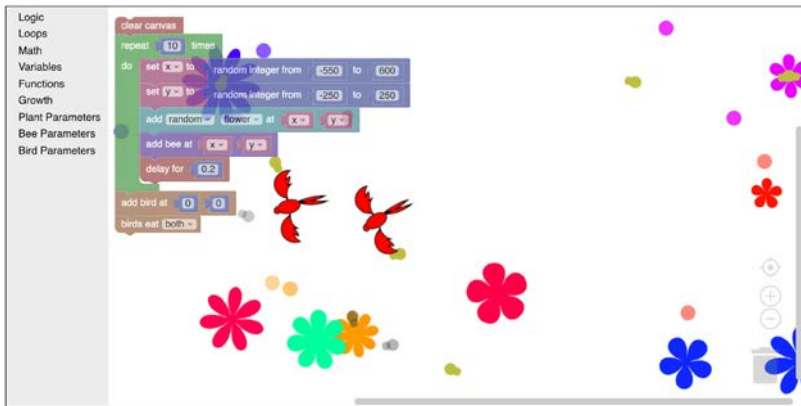 Logic
Loops
Math
Variables
Functions
Growth
Plant Parameters
Bee Parameters
Bird Parameters
clear canvas
repeat 10 times
do set x to random integer from -550 to 600
set y to random integer from -250 to 250
add random flower at x y
add bee at x y
delay for 0.2
add bird at 0 0
birds eat both